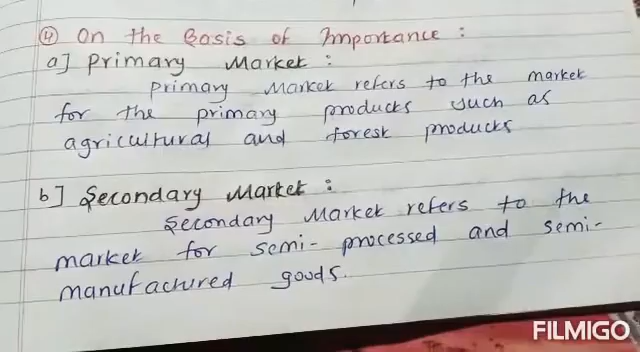 ④ On the Basis of Importance :
a] Primary Market :
Primary Market refers to the market
for the primary products such as
agricultural and forest products
b] Secondary Market :
Secondary Market refers to the
market for semi- processed and semi-
manufactured goods.
FILMIGO